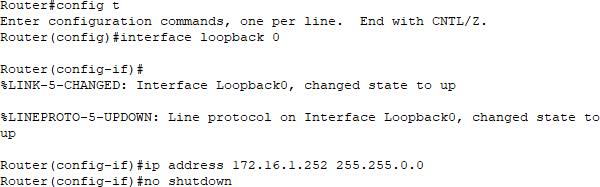 Router#config t
Enter configuration commands, one per line.  End with CNTL/Z.
Router(config)#interface loopback 0
Router(config-if)#
%LINK-5-CHANGED: Interface Loopback0, changed state to up
%LINEPROTO-5-UPDOWN: Line protocol on Interface Loopback0, changed state to
up
Router(config-if)#ip address 172.16.1.252 255.255.0.0
Router(config-if)#no shutdown